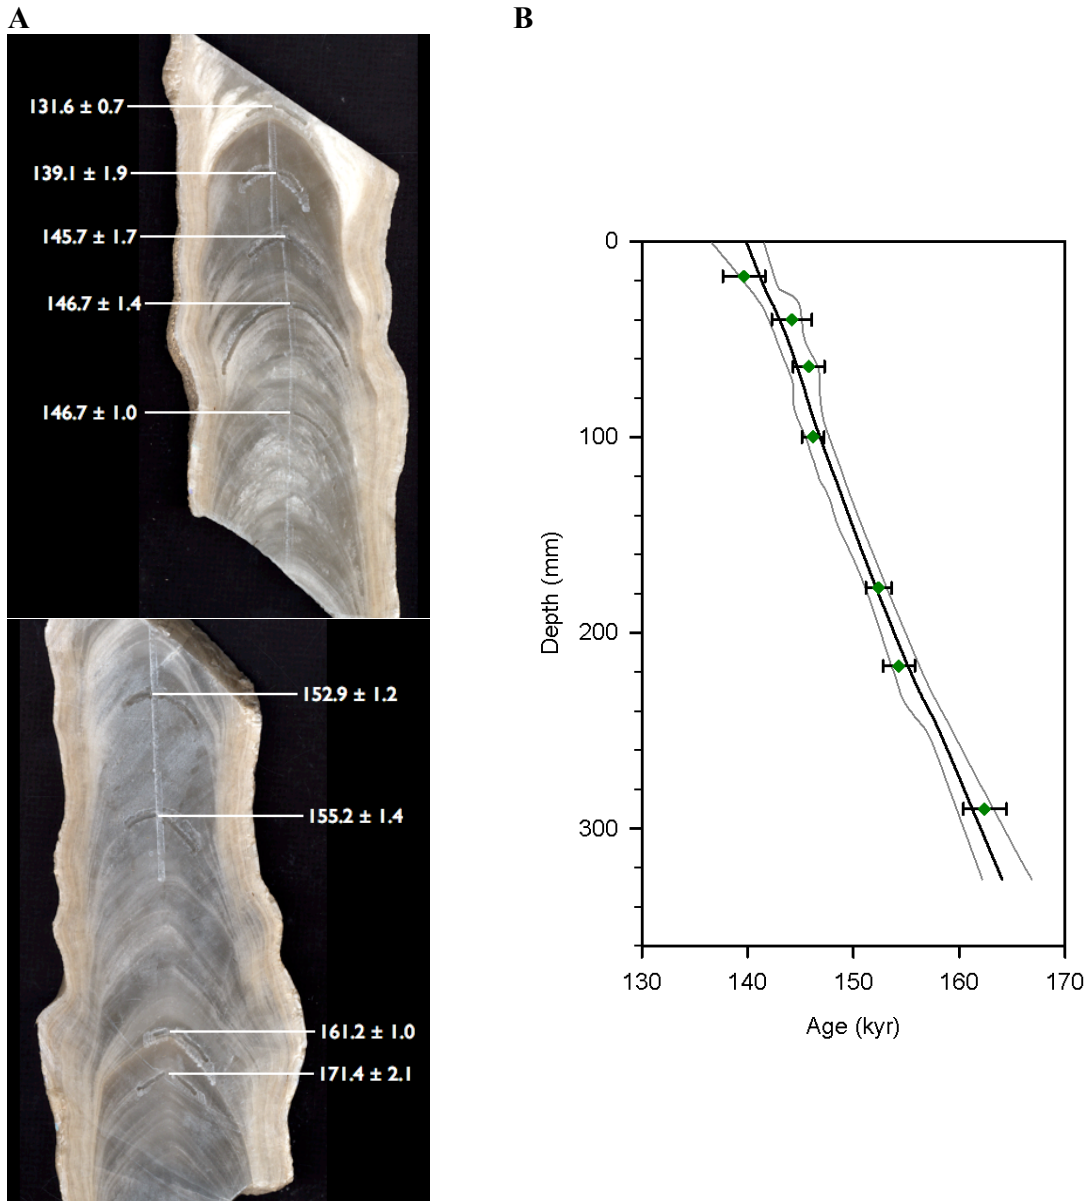 A
131.6 ± 0.7
139.1 ± 1.9
145.7 ± 1.7
146.7 ± 1.4
146.7 ± 1.0
152.9 ± 1.2
155.2 ± 1.4
161.2 ± 1.0
171.4 ± 2.1
B
0
100
200
300
Depth (mm)
130 140 150 160 170
Age (kyr)